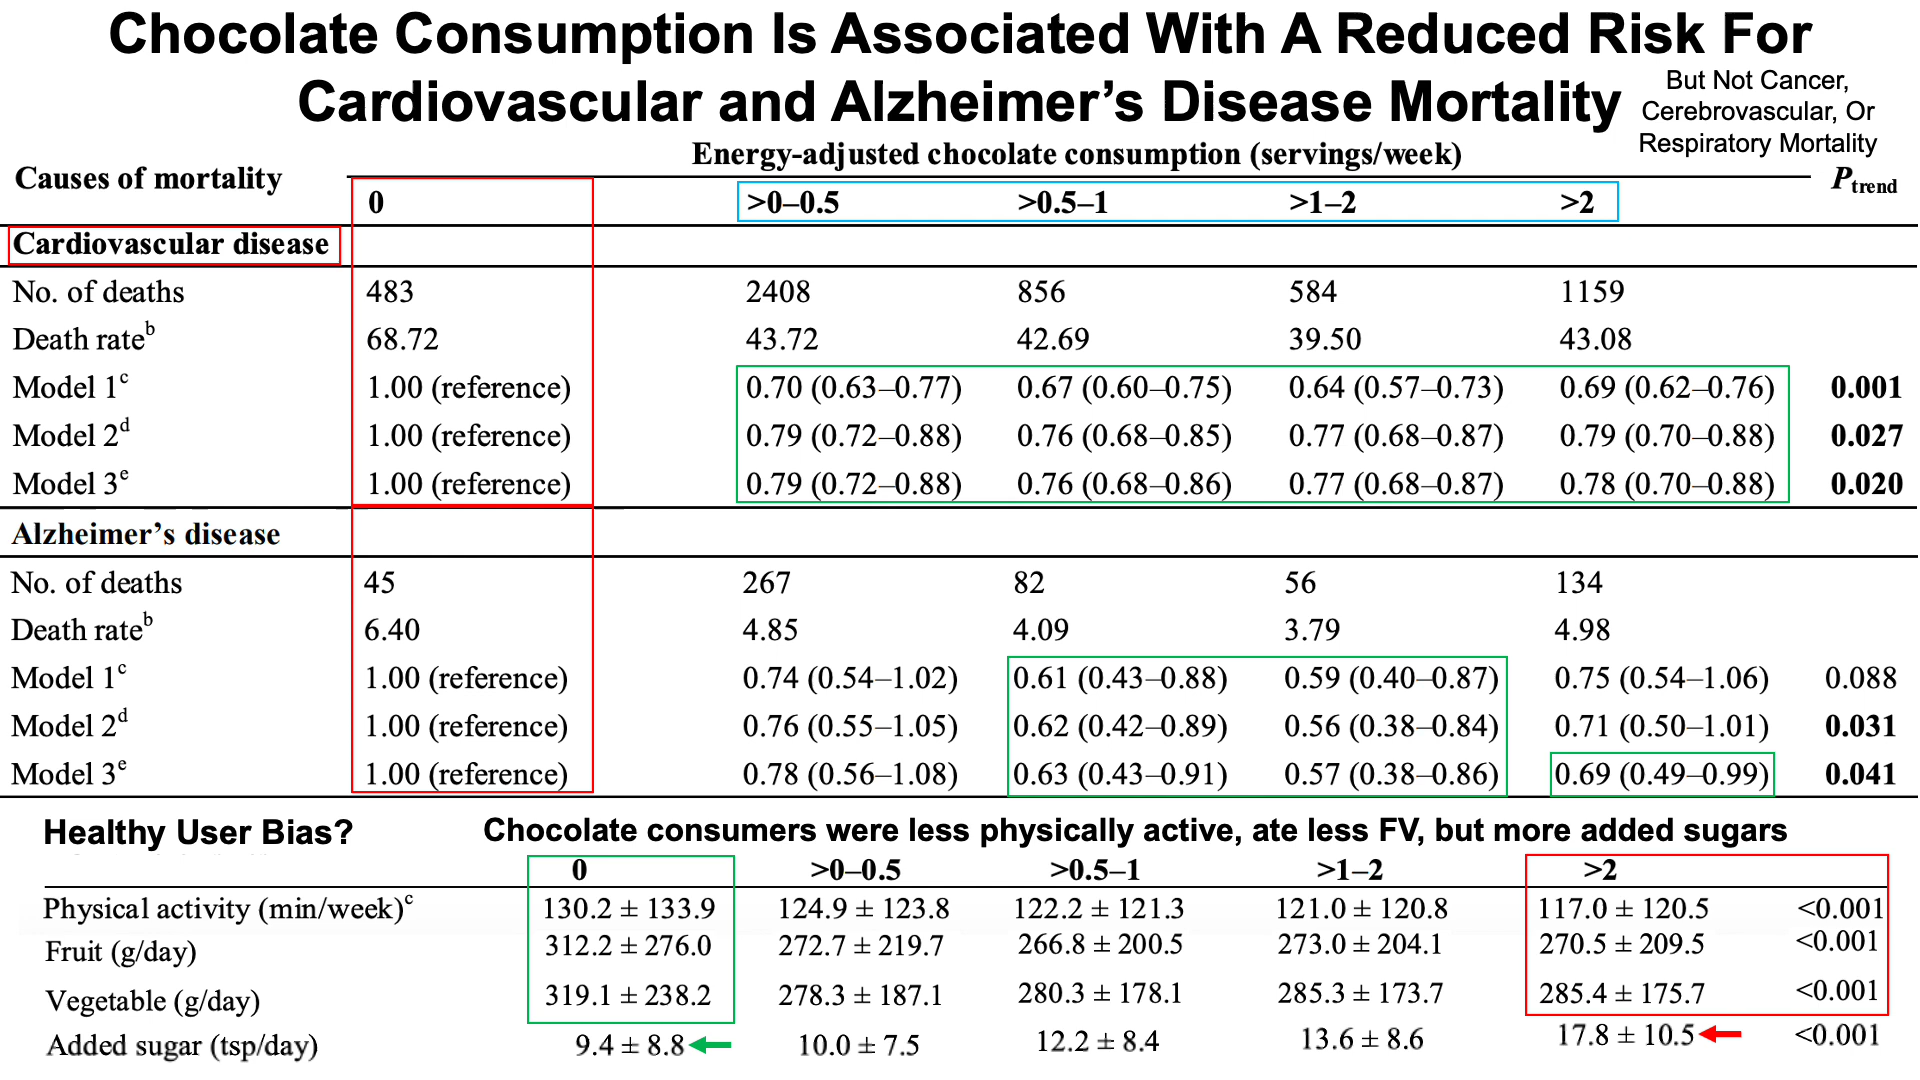 Chocolate Consumption Is Associated With A Reduced Risk For
Cardiovascular and Alzheimer’s Disease Mortality
But Not Cancer,
Cerebrovascular, Or
Respiratory Mortality
Energy-adjusted chocolate consumption (servings/week)
Causes of mortality Ptrend
0 >0–0.5 >0.5–1 >1–2 >2
Cardiovascular disease
No. of deaths 483 2408 856 584 1159
Death rateb 68.72 43.72 42.69 39.50 43.08
Model 1c 1.00 (reference) 0.70 (0.63–0.77) 0.67 (0.60–0.75) 0.64 (0.57–0.73) 0.69 (0.62–0.76) 0.001
Model 2d 1.00 (reference) 0.79 (0.72–0.88) 0.76 (0.68–0.85) 0.77 (0.68–0.87) 0.79 (0.70–0.88) 0.027
Model 3e 1.00 (reference) 0.79 (0.72–0.88) 0.76 (0.68–0.86) 0.77 (0.68–0.87) 0.78 (0.70–0.88) 0.020
Alzheimer’s disease
No. of deaths 45 267 82 56 134
Death rateb 6.40 4.85 4.09 3.79 4.98
Model 1c 1.00 (reference) 0.74 (0.54–1.02) 0.61 (0.43–0.88) 0.59 (0.40–0.87) 0.75 (0.54–1.06) 0.088
Model 2d 1.00 (reference) 0.76 (0.55–1.05) 0.62 (0.42–0.89) 0.56 (0.38–0.84) 0.71 (0.50–1.01) 0.031
Model 3e 1.00 (reference) 0.78 (0.56–1.08) 0.63 (0.43–0.91) 0.57 (0.38–0.86) 0.69 (0.49–0.99) 0.041
Healthy User Bias? Chocolate consumers were less physically active, ate less FV, but more added sugars
0 >0–0.5 >0.5–1 >1–2 >2
Physical activity (min/week)c 130.2 ± 133.9 124.9 ± 123.8 122.2 ± 121.3 121.0 ± 120.8 117.0 ± 120.5 <0.001
Fruit (g/day) 312.2 ± 276.0 272.7 ± 219.7 266.8 ± 200.5 273.0 ± 204.1 270.5 ± 209.5 <0.001
Vegetable (g/day) 319.1 ± 238.2 278.3 ± 187.1 280.3 ± 178.1 285.3 ± 173.7 285.4 ± 175.7 <0.001
Added sugar (tsp/day) 9.4 ± 8.8 10.0 ± 7.5 12.2 ± 8.4 13.6 ± 8.6 17.8 ± 10.5 <0.001